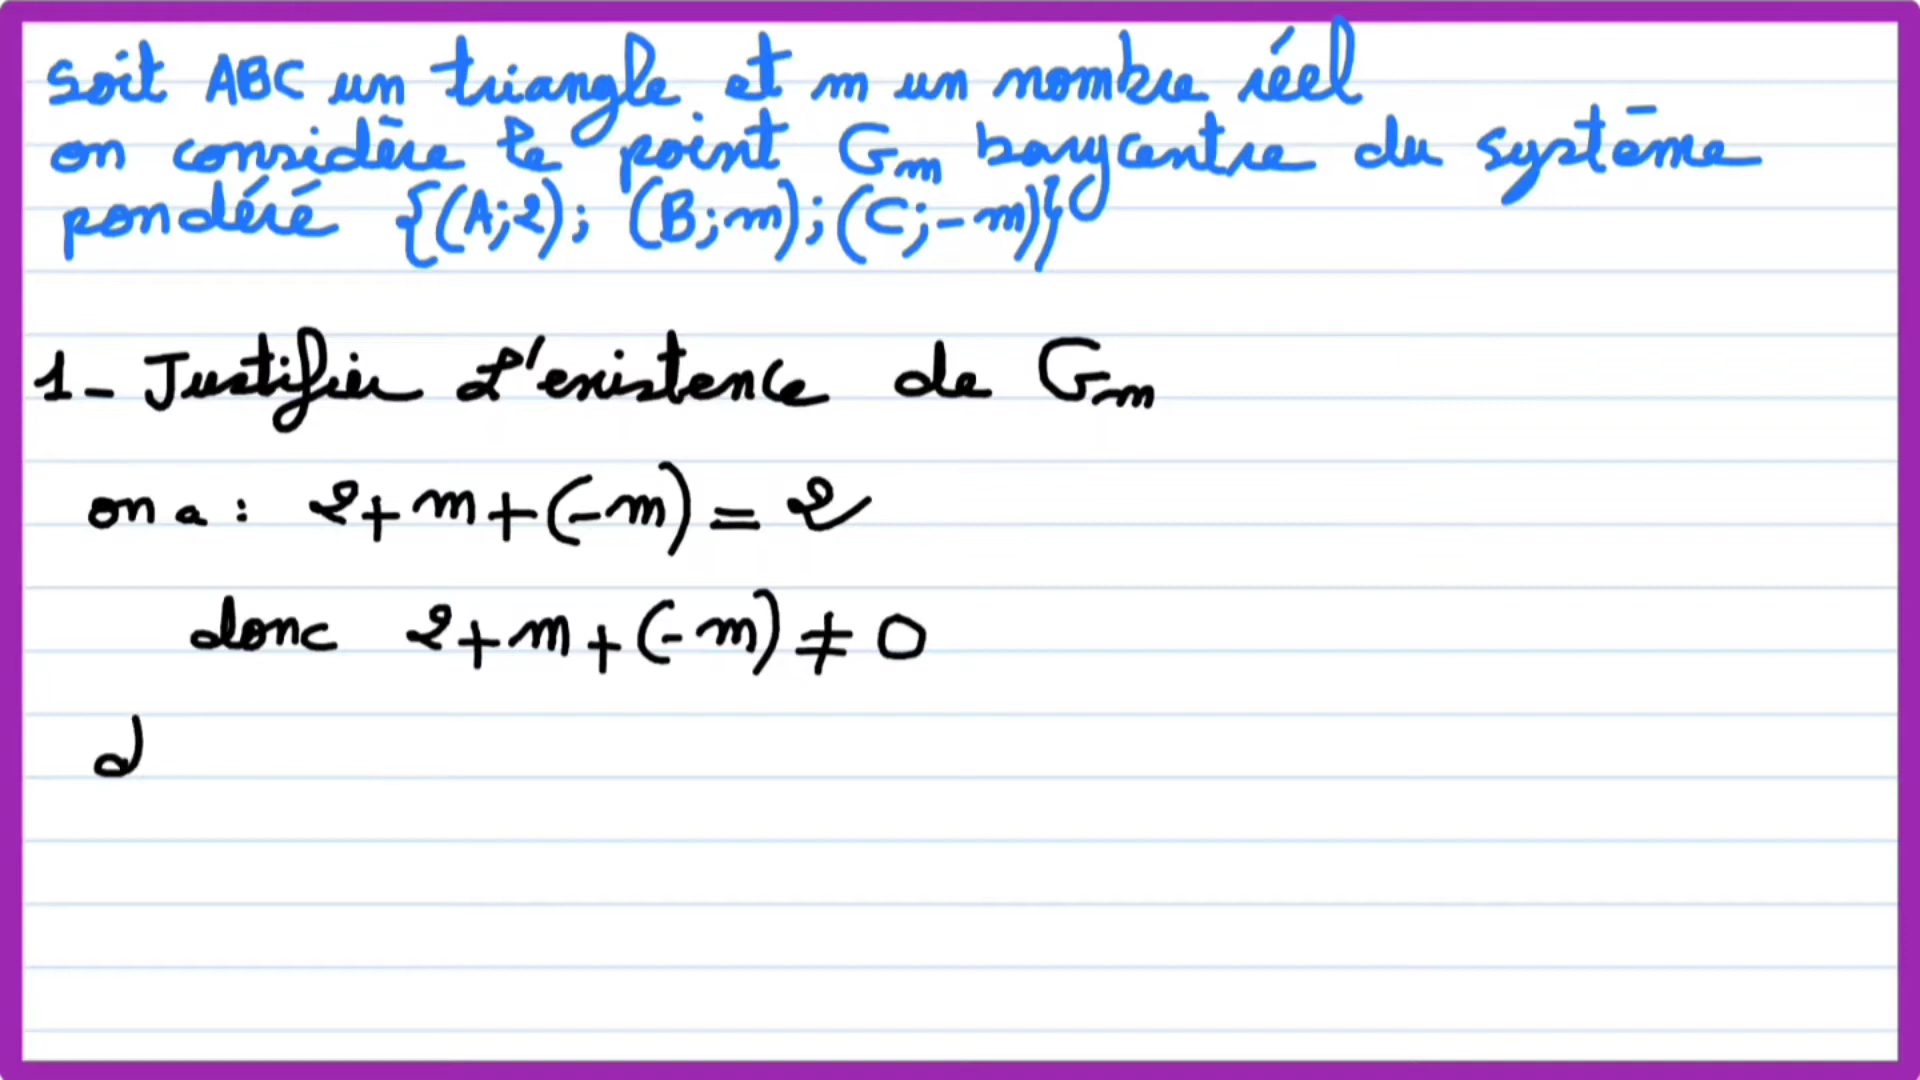 soit ABC un triangle et m un nombre réel
on considère le point Gm barycentre du système
pondéré {(A;2); (B;m);(C;-m)}
1- Justifier l'existence de Gm
on a : 2+m+(-m) = 2
donc 2+m+(-m) ≠ 0
d